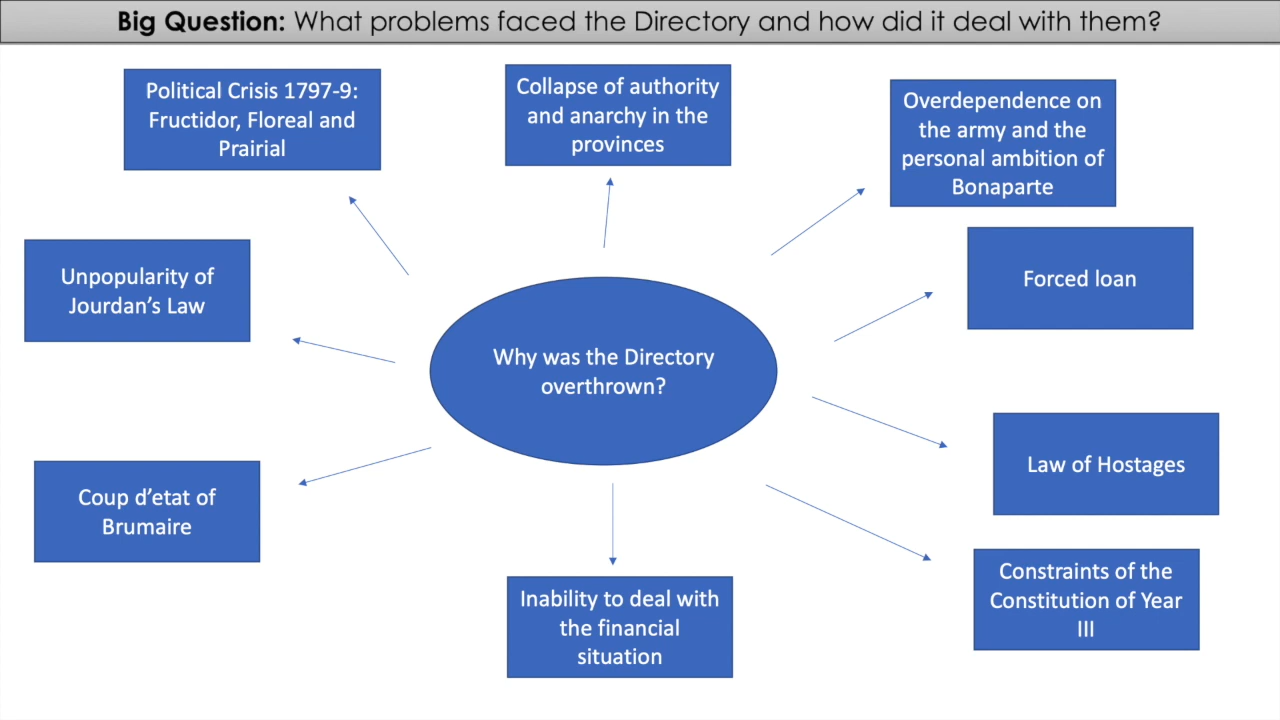 Big Question: What problems faced the Directory and how did it deal with them?
Political Crisis 1797-9:
Fructidor, Floreal and
Prairial
Collapse of authority
and anarchy in the
provinces
Overdependence on
the army and the
personal ambition of
Bonaparte
Unpopularity of
Jourdan’s Law
Forced loan
Why was the Directory
overthrown?
Coup d’etat of
Brumaire
Law of Hostages
Inability to deal with
the financial
situation
Constraints of the
Constitution of Year
III